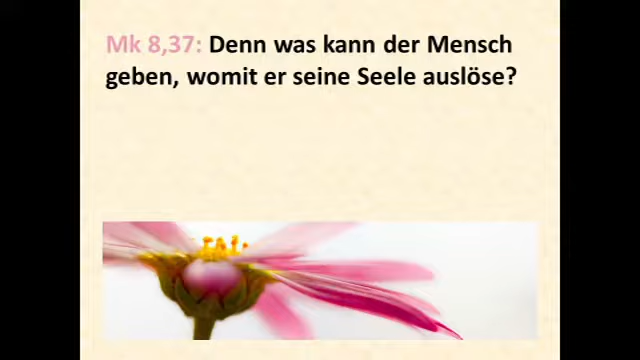 Mk 8,37: Denn was kann der Mensch
geben, womit er seine Seele auslöse?